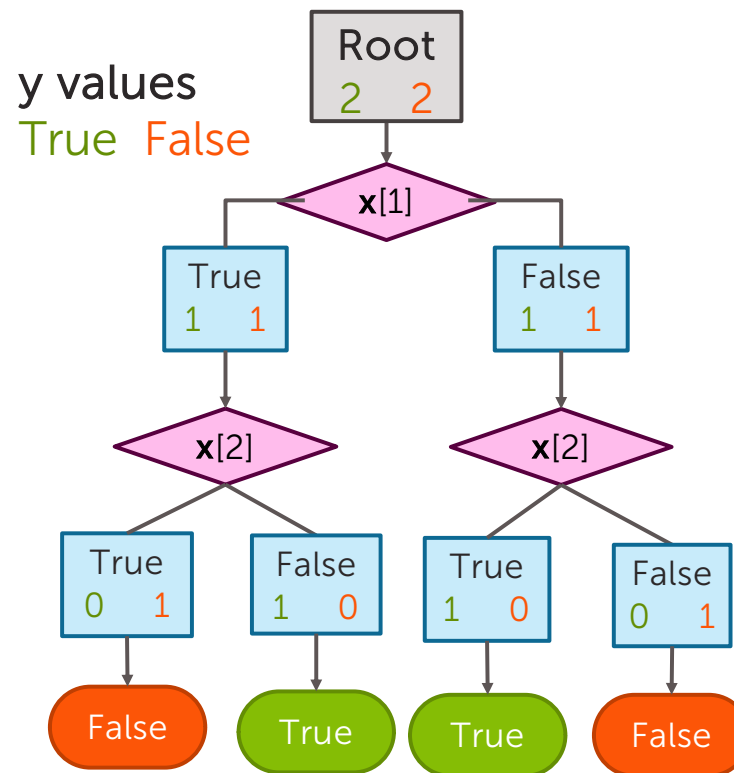 Root
2 2
y values
True False
x[1]
True False
1 1 1 1
x[2] x[2]
True False True False
0 1 1 0 1 0 0 1
False True True False